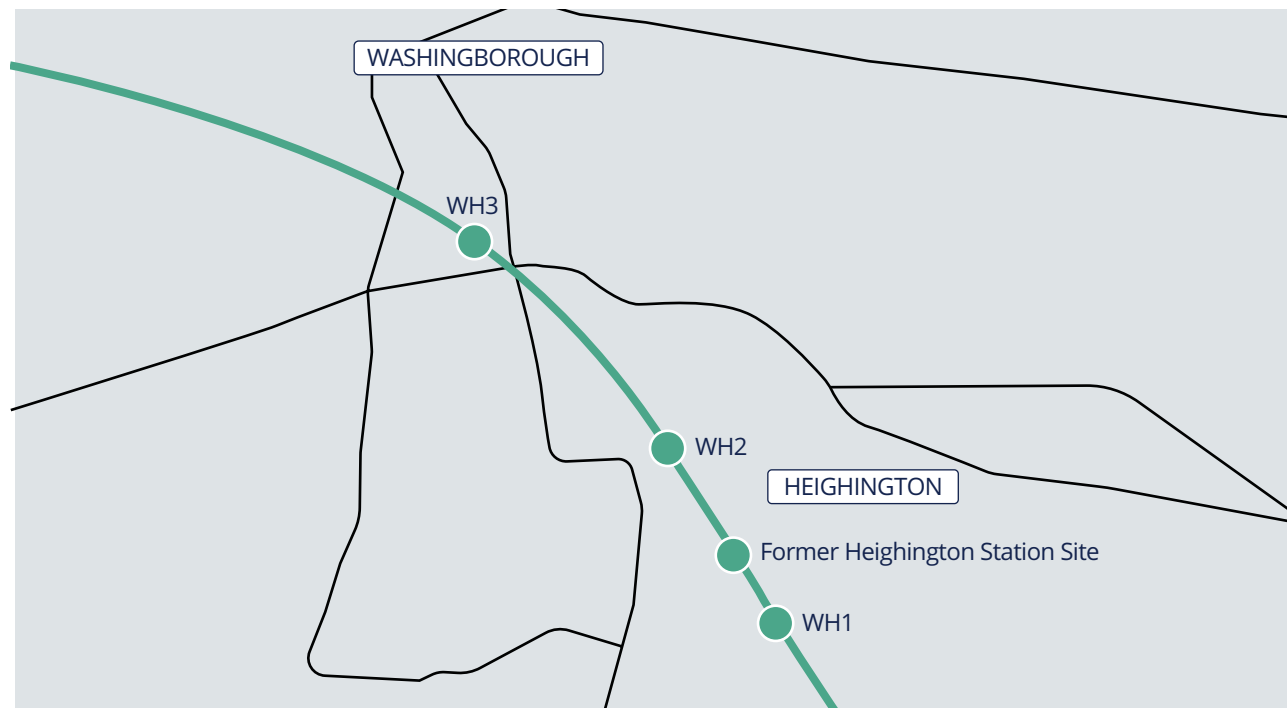 WASHINGBOROUGH
WH3
WH2
HEIGHINGTON
Former Heighington Station Site
WH1